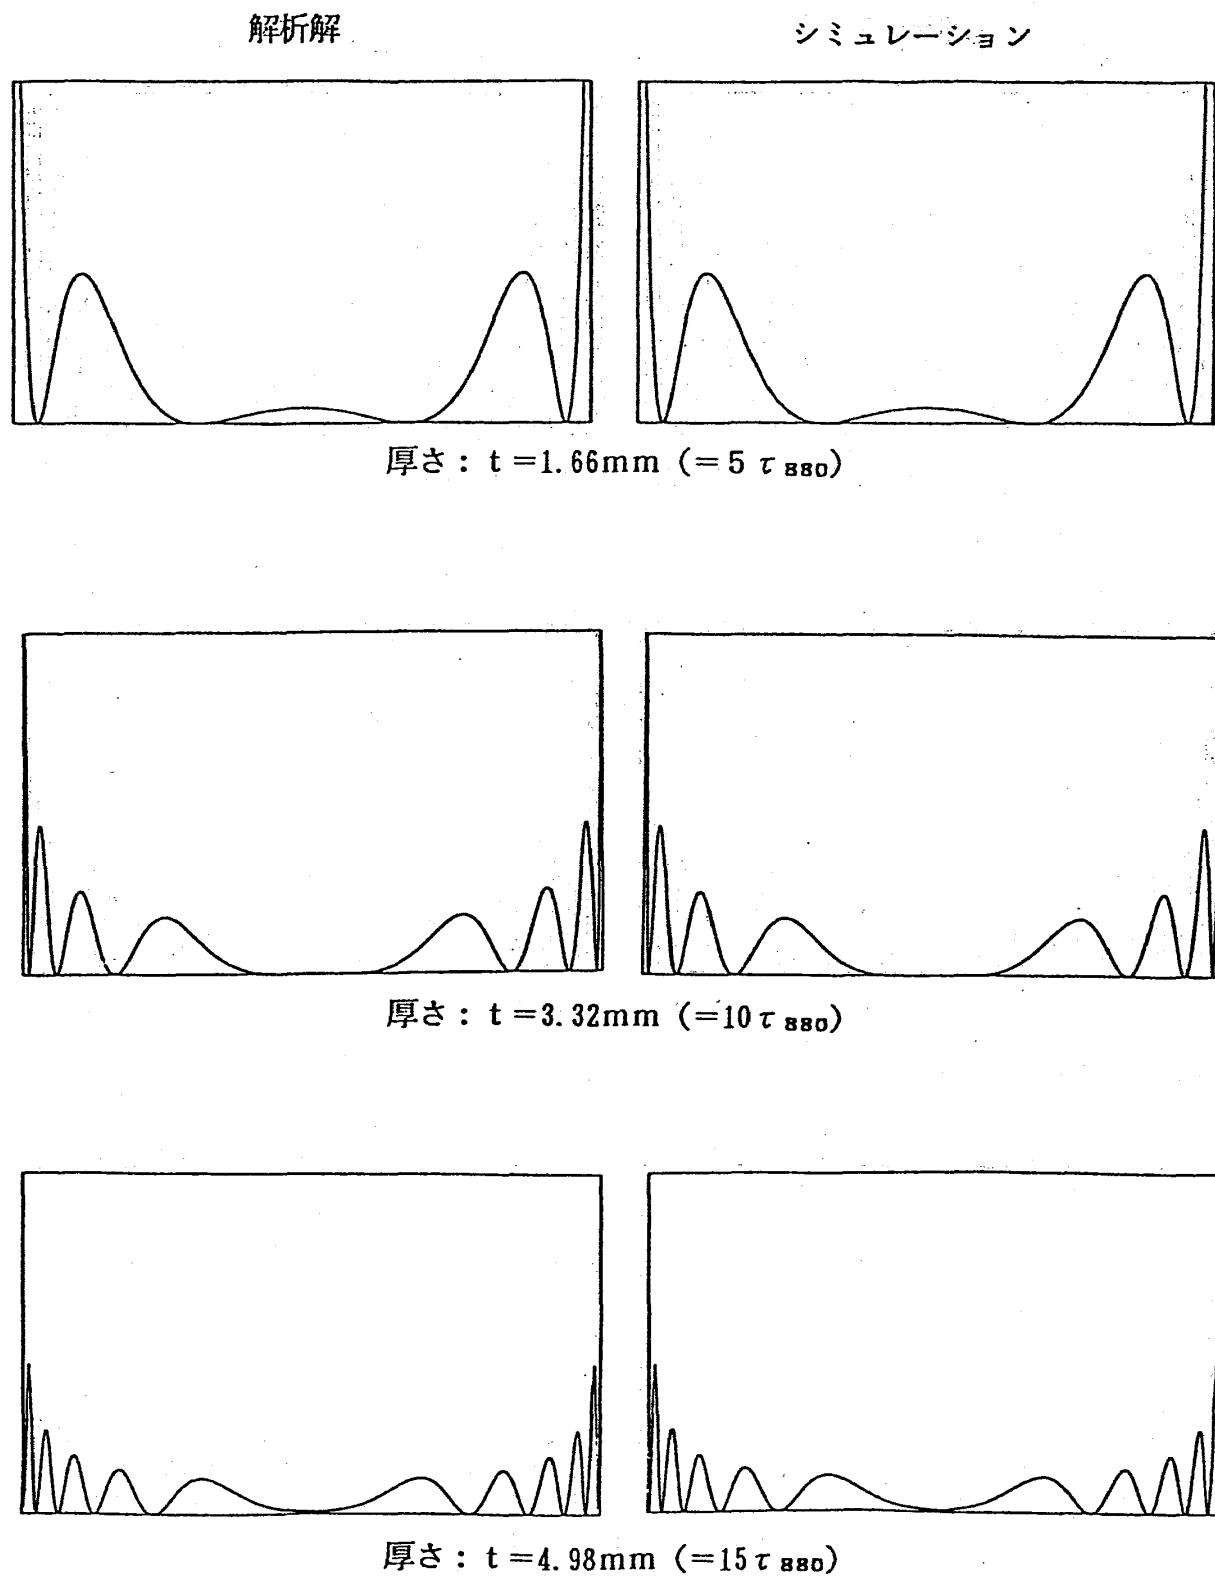 解析解
シミュレーション
厚さ: t=1.66mm (=5τ880)
厚さ: t=3.32mm (=10τ880)
厚さ: t=4.98mm (=15τ880)